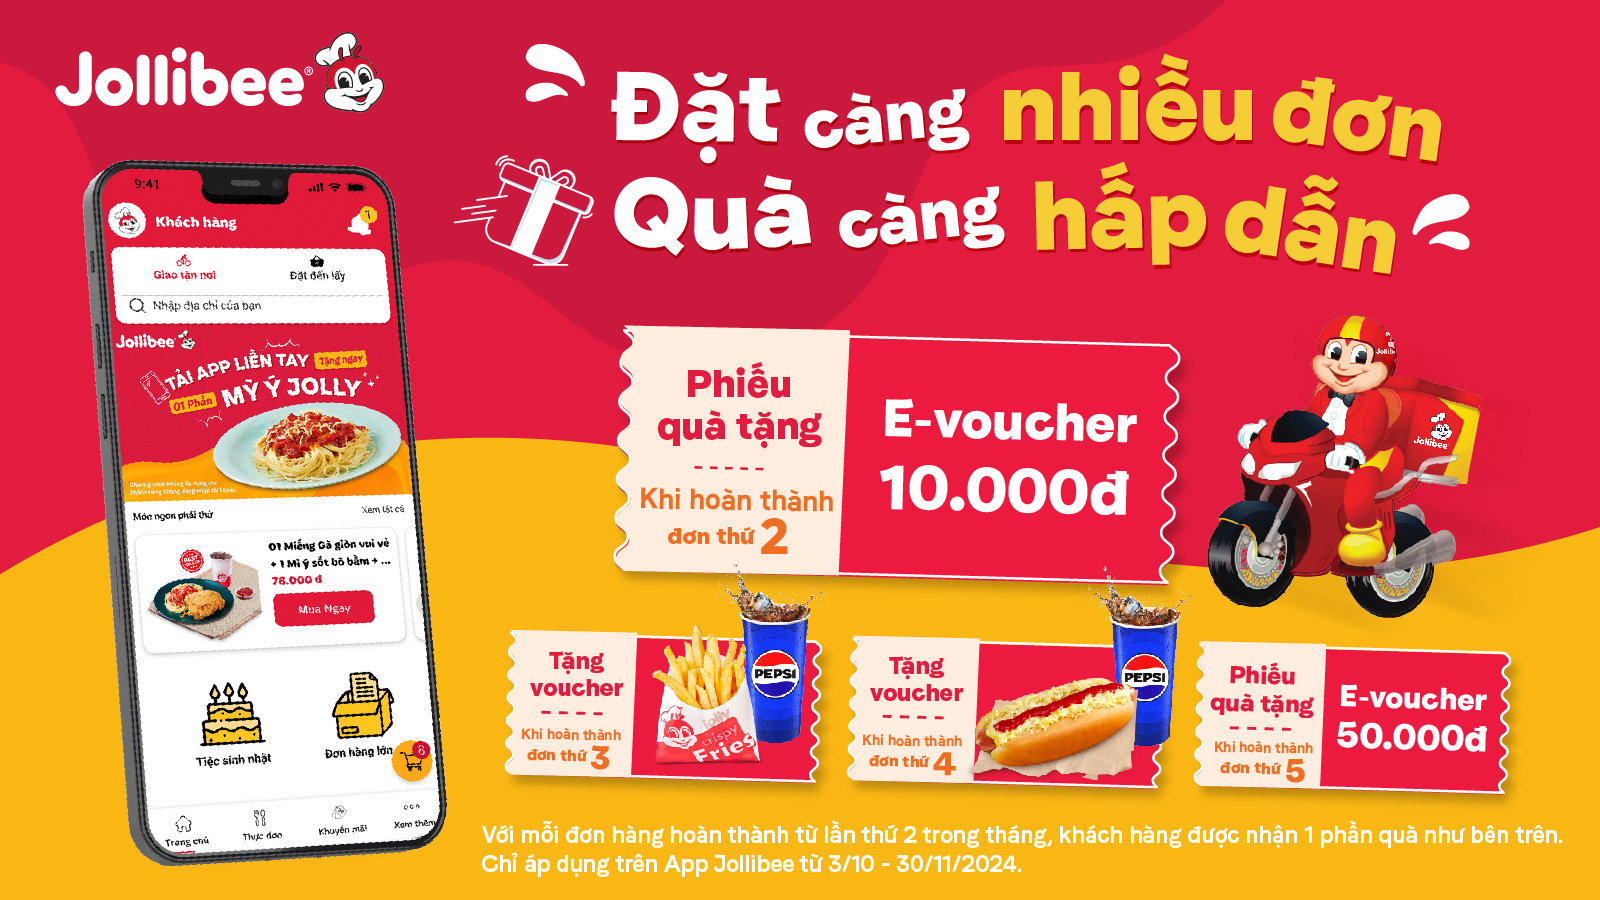 Jollibee®
Đặt càng nhiều đơn
Quà càng hấp dẫn
9:41
Khách hàng
7
Giao tận nơi
Đặt đến lấy
Nhập địa chỉ của bạn
Jollibee
TẢI APP LIỀN TAY Tặng ngay
01 Phần MỲ Ý JOLLY
Món ngon phải thử
Xem tất cả
01 Miếng Gà giòn vui vẻ
+ 1 Mì ý sốt bò bằm + ...
78.000 đ
Mua Ngay
Tiệc sinh nhật
Đơn hàng lớn
6
Trang chủ
Thực đơn
Khuyến mãi
Xem thêm
Phiếu
quà tặng
Khi hoàn thành
đơn thứ 2
E-voucher
10.000đ
Jollibee
Jollibee
Tặng
voucher
Khi hoàn thành
đơn thứ 3
jolly
crispy
Fries
PEPSI
Tặng
voucher
Khi hoàn thành
đơn thứ 4
PEPSI
Phiếu
quà tặng
Khi hoàn thành
đơn thứ 5
E-voucher
50.000đ
Với mỗi đơn hàng hoàn thành từ lần thứ 2 trong tháng, khách hàng được nhận 1 phần quà như bên trên.
Chỉ áp dụng trên App Jollibee từ 3/10 - 30/11/2024.